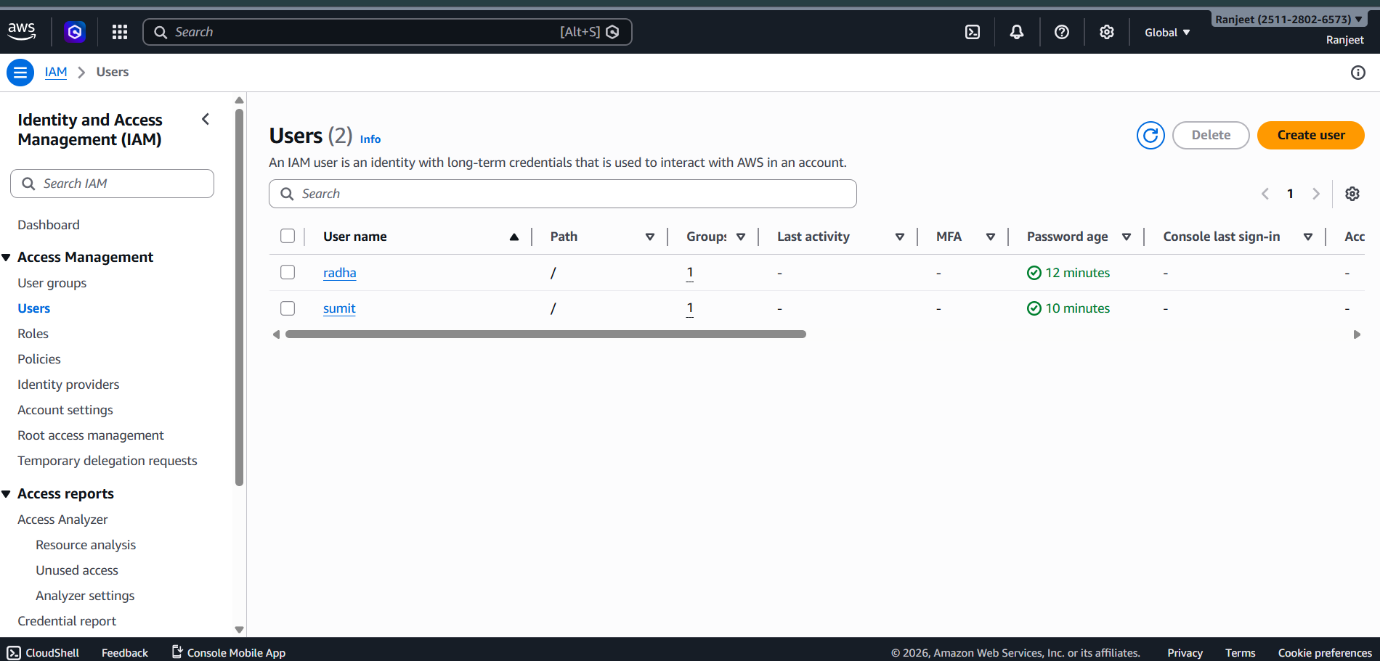 aws
Search [Alt+S]
Global ▼
Ranjeet (2511-2802-6573) ▼
Ranjeet
IAM > Users
Identity and Access
Management (IAM)
Search IAM
Dashboard
Access Management
User groups
Users
Roles
Policies
Identity providers
Account settings
Root access management
Temporary delegation requests
Access reports
Access Analyzer
Resource analysis
Unused access
Analyzer settings
Credential report
Users (2) Info
Delete
Create user
An IAM user is an identity with long-term credentials that is used to interact with AWS in an account.
Search
1
User name Path Groups Last activity MFA Password age Console last sign-in Acc
radha / 1 - - 12 minutes - -
sumit / 1 - - 10 minutes - -
CloudShell Feedback Console Mobile App © 2026, Amazon Web Services, Inc. or its affiliates. Privacy Terms Cookie preferences